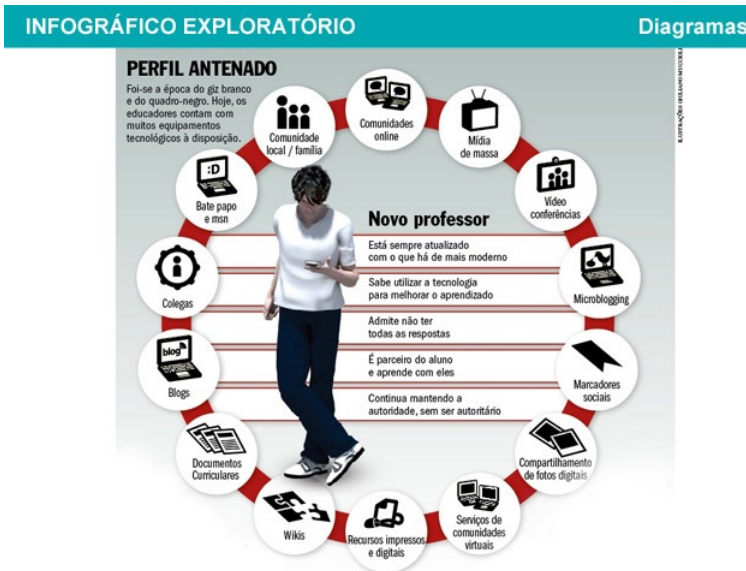 INFOGRÁFICO EXPLORATÓRIO
Diagramas
PERFIL ANTENADO
Foi-se a época do giz branco
e do quadro-negro. Hoje, os
educadores contam com
muitos equipamentos
tecnológicos à disposição.
Comunidades
online
Mídia
de massa
Vídeo
conferências
Microblogging
Marcadores
sociais
Compartilhamento
de fotos digitais
Serviços de
comunidades
virtuais
Recursos impressos
e digitais
Wikis
Documentos
Curriculares
blog
Blogs
Colegas
:D
Bate papo
e msn
Comunidade
local / família
Novo professor
Está sempre atualizado
com o que há de mais moderno
Sabe utilizar a tecnologia
para melhorar o aprendizado
Admite não ter
todas as respostas
É parceiro do aluno
e aprende com eles
Continua mantendo a
autoridade, sem ser autoritário